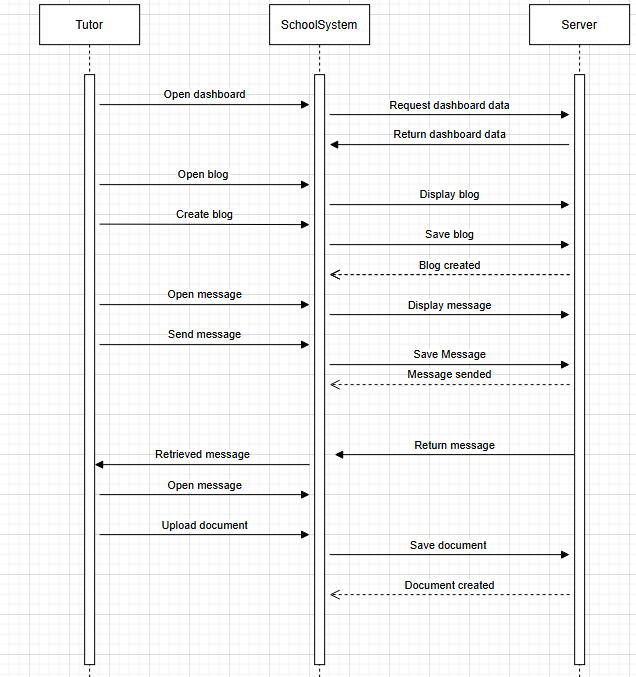 Tutor
SchoolSystem
Server
Open dashboard
Request dashboard data
Return dashboard data
Open blog
Display blog
Create blog
Save blog
Blog created
Open message
Display message
Send message
Save Message
Message sended
Return message
Retrieved message
Open message
Upload document
Save document
Document created